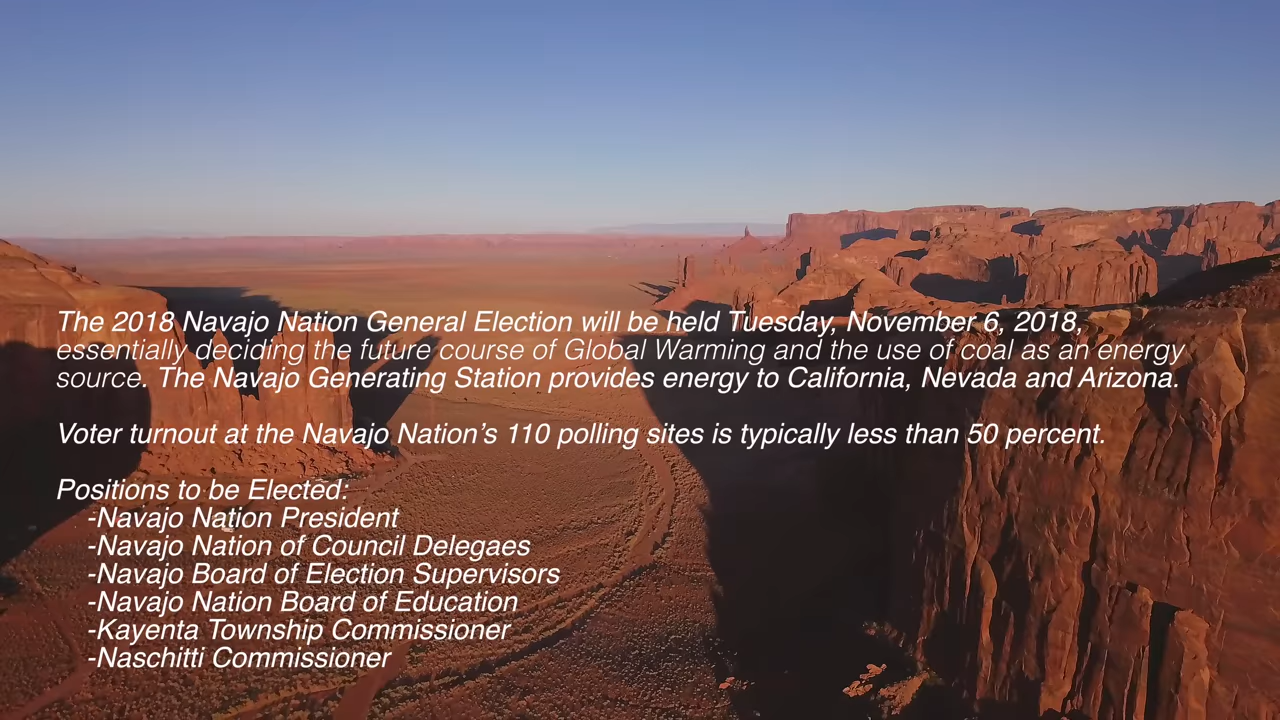 The 2018 Navajo Nation General Election will be held Tuesday, November 6, 2018,
essentially deciding the future course of Global Warming and the use of coal as an energy
source. The Navajo Generating Station provides energy to California, Nevada and Arizona.
Voter turnout at the Navajo Nation’s 110 polling sites is typically less than 50 percent.
Positions to be Elected:
-Navajo Nation President
-Navajo Nation of Council Delegaes
-Navajo Board of Election Supervisors
-Navajo Nation Board of Education
-Kayenta Township Commissioner
-Naschitti Commissioner